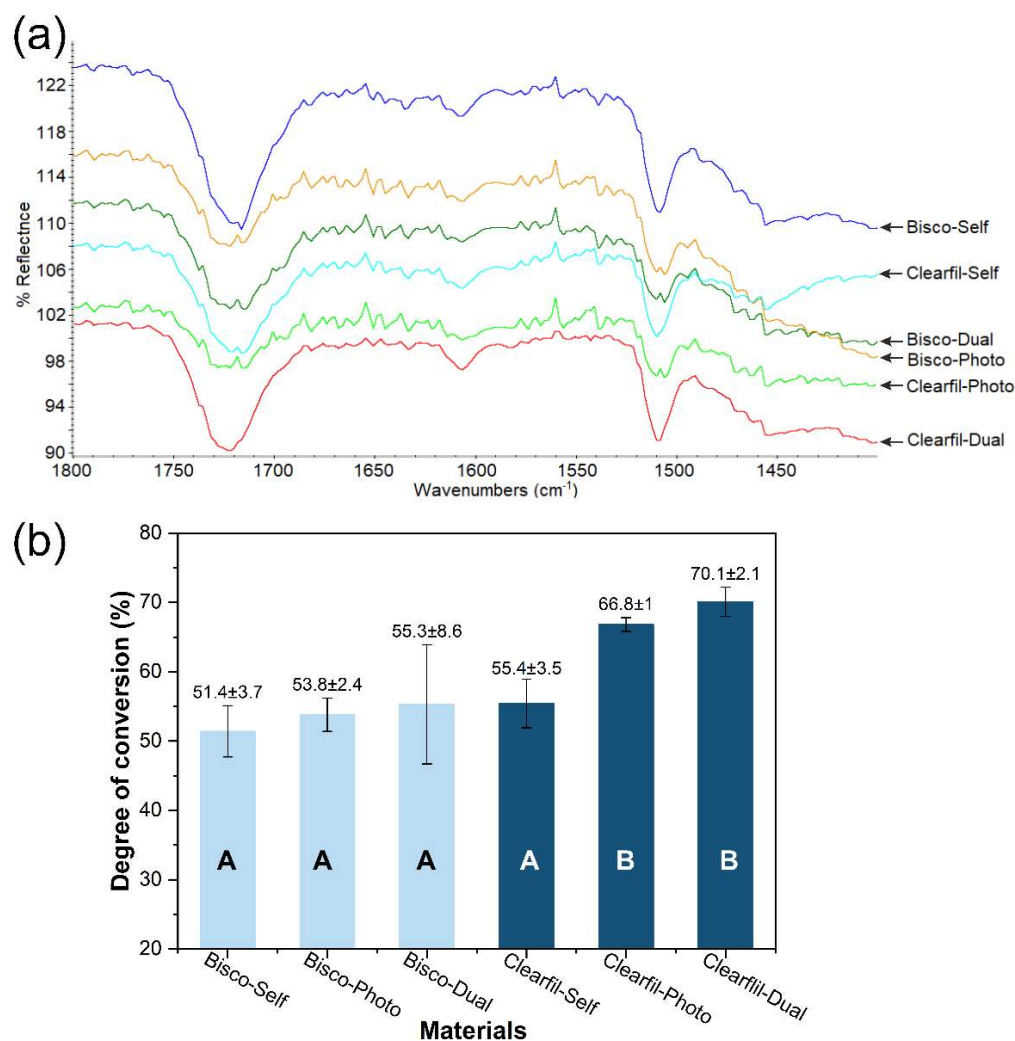 (a)
% Reflectnce
122
118
114
110
106
102
98
94
90
1800 1750 1700 1650 1600 1550 1500 1450
Wavenumbers (cm⁻¹)
Bisco-Self
Clearfil-Self
Bisco-Dual
Bisco-Photo
Clearfil-Photo
Clearfil-Dual
(b)
Degree of conversion (%)
80
70
60
50
40
30
20
51.4±3.7
53.8±2.4
55.3±8.6
55.4±3.5
66.8±1
70.1±2.1
A A A A B B
Bisco-Self
Bisco-Photo
Bisco-Dual
Clearfil-Self
Clearfil-Photo
Clearfiil-Dual
Materials